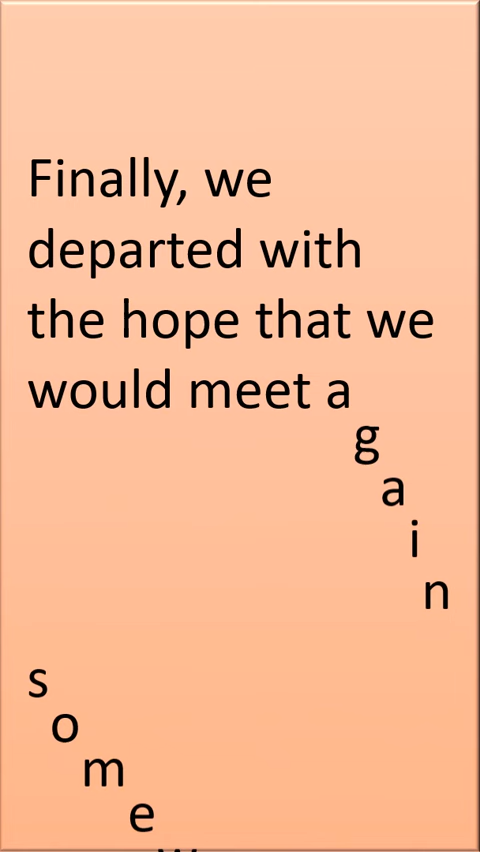 Finally, we
departed with
the hope that we
would meet a
g
a
i
n
s
o
m
e